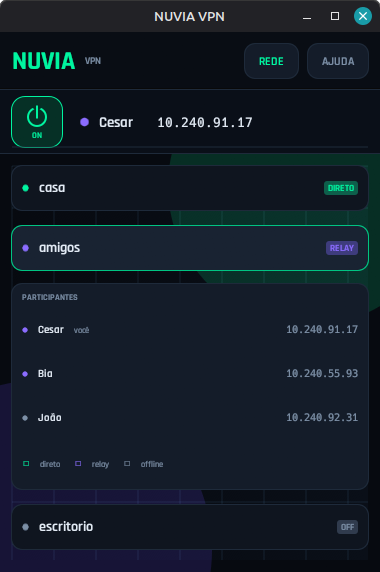 NUVIA VPN
NUVIA VPN REDE AJUDA
ON Cesar 10.240.91.17
casa DIRETO
amigos RELAY
PARTICIPANTES
Cesar você 10.240.91.17
Bia 10.240.55.93
João 10.240.92.31
direto relay offline
escritorio OFF